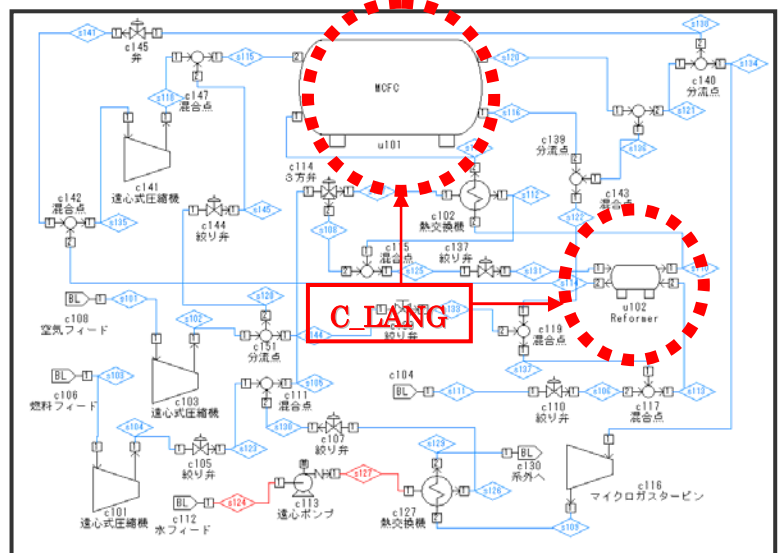 s141
c145
弁
s130
s134
c140
分流点
s115
s120
c147
混合点
s121
MCFC
u101
s116
c139
分流点
c141
遠心式圧縮機
c114
3方弁
s112
c143
混合点
c142
混合点
s135
c144
絞り弁
s145
c102
熱交換機
s122
s108
c115
混合点
c137
絞り弁
s125
s131
u102
Reformer
BL
s101
c108
空気フィード
s102
s128
C_LANG
s133
絞り弁
c119
混合点
c151
分流点
s137
BL
s103
c106
燃料フィード
c103
遠心式圧縮機
c111
混合点
s105
c104
BL
s111
c110
絞り弁
s106
c117
混合点
s113
s104
c105
絞り弁
s123
s130
c107
絞り弁
s129
BL
c130
系外へ
c101
遠心式圧縮機
BL
c112
水フィード
s124
c113
遠心ポンプ
s127
c127
熱交換機
s126
c116
マイクロガスタービン
s109